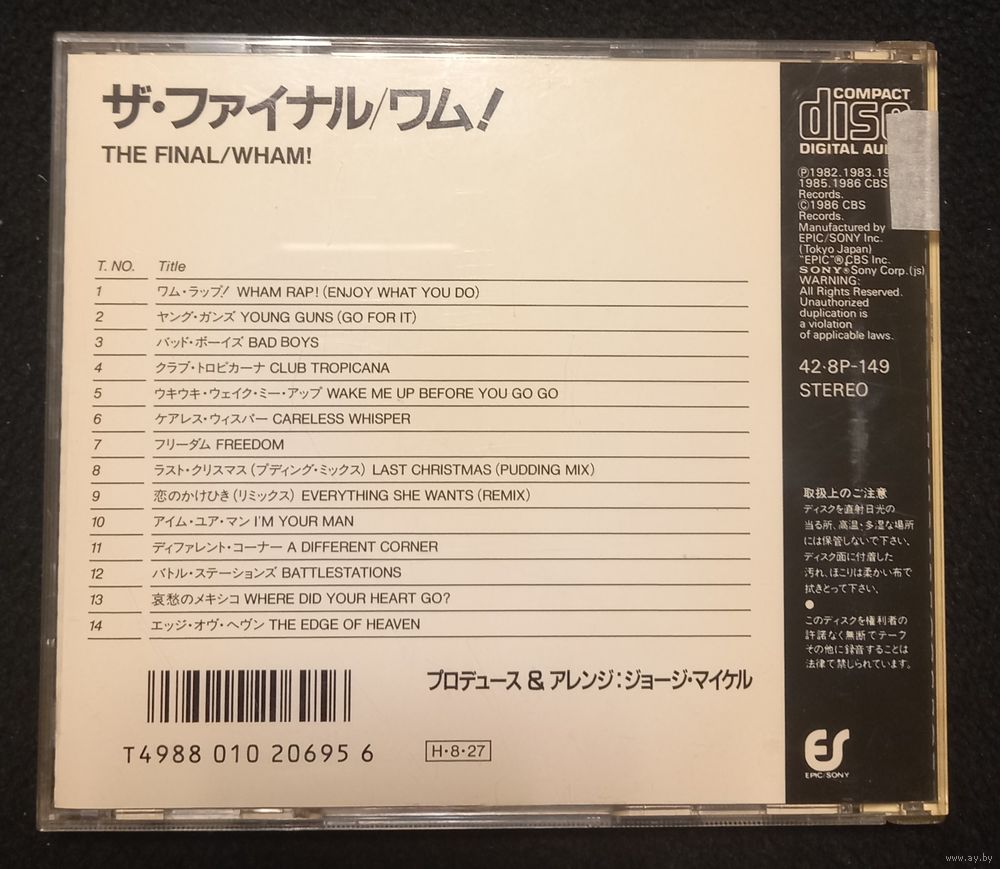 ザ・ファイナル/ワム!
THE FINAL/WHAM!
T. NO. Title
1 ワム・ラップ! WHAM RAP! (ENJOY WHAT YOU DO)
2 ヤング・ガンズ YOUNG GUNS (GO FOR IT)
3 バッド・ボーイズ BAD BOYS
4 クラブ・トロピカーナ CLUB TROPICANA
5 ウキウキ・ウェイク・ミー・アップ WAKE ME UP BEFORE YOU GO GO
6 ケアレス・ウィスパー CARELESS WHISPER
7 フリーダム FREEDOM
8 ラスト・クリスマス (プディング・ミックス) LAST CHRISTMAS (PUDDING MIX)
9 恋のかけひき (リミックス) EVERYTHING SHE WANTS (REMIX)
10 アイム・ユア・マン I'M YOUR MAN
11 ディファレント・コーナー A DIFFERENT CORNER
12 バトル・ステーションズ BATTLESTATIONS
13 哀愁のメキシコ WHERE DID YOUR HEART GO?
14 エッジ・オヴ・ヘヴン THE EDGE OF HEAVEN
プロデュース & アレンジ:ジョージ・マイケル
T4988 010 20695 6
H・8・27
COMPACT
disc
DIGITAL
Ⓟ1982.1983.
1985.1986 CBS
Records.
©1986 CBS
Records.
Manufactured by
EPIC/SONY Inc.
(Tokyo Japan)
"EPIC"® CBS Inc.
SONY® Sony Corp.(js)
WARNING:
All Rights Reserved.
Unauthorized
duplication is
a violation
of applicable laws.
42・8P-149
STEREO
取扱上のご注意
ディスクを直射日光の
当る所、高温・多湿な場所
には保管しないで下さい。
ディスク面に付着した
汚れ、ほこりは柔かい布で
拭きとって下さい。
●
このディスクを権利者の
許諾なく無断でテープ
その他に録音することは
法律で禁じられています。
ES
EPIC/SONY
www.ay.by